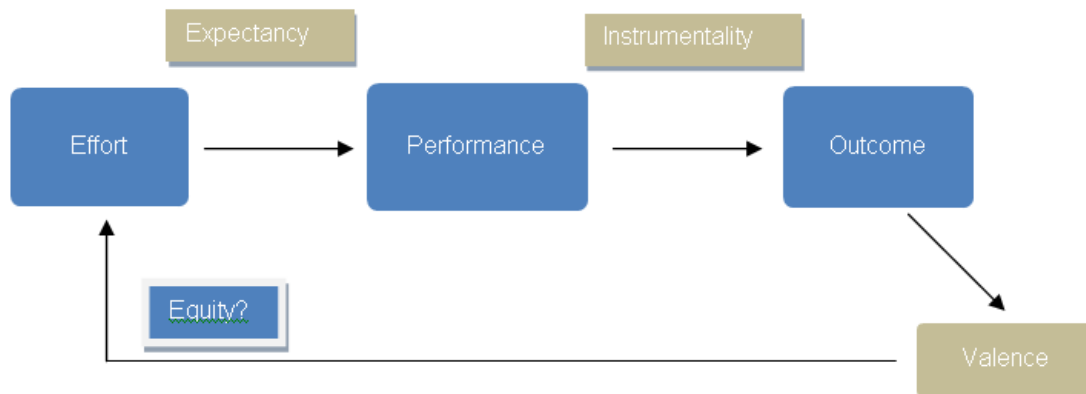 Expectancy
Instrumentality
Effort
Performance
Outcome
Equity?
Valence